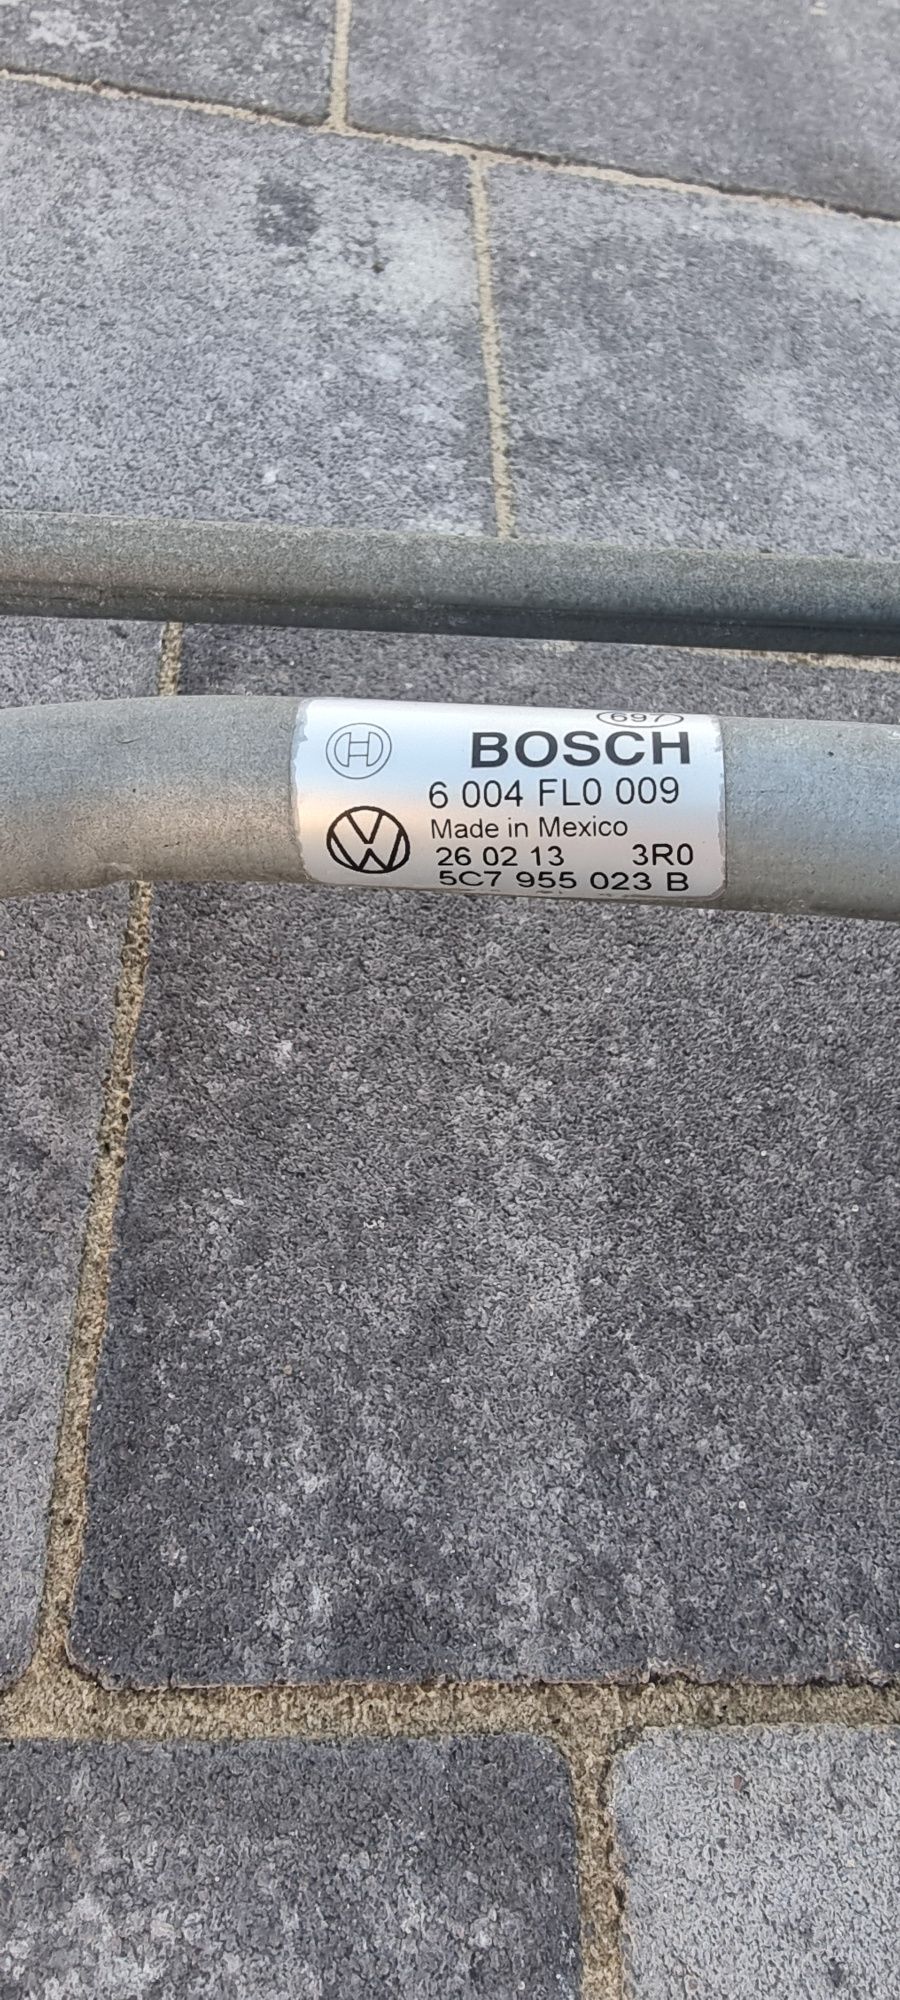 697
BOSCH
6 004 FL0 009
Made in Mexico
26 02 13 3R0
5C7 955 023 B